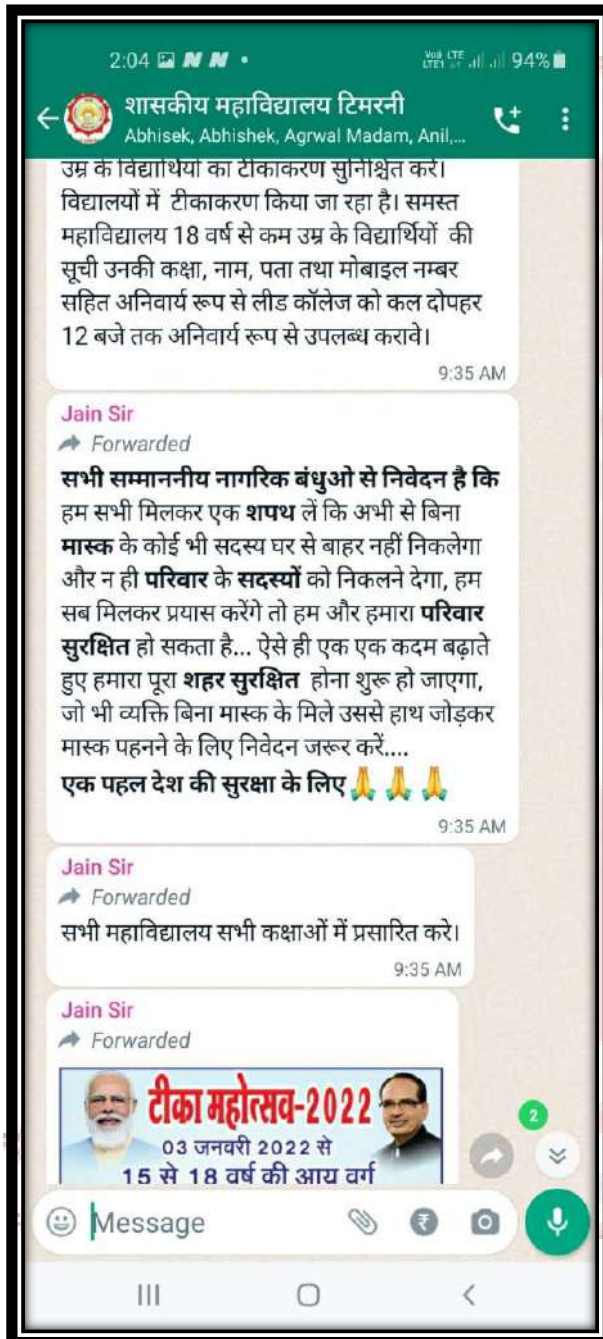 2:04
Vo9 LTE
LTE1
94%
शासकीय महाविद्यालय टिमरनी
Abhisek, Abhishek, Agrwal Madam, Anil,...
उम्र के विद्यार्थियों का टीकाकरण सुनिश्चित करे।
विद्यालयों में टीकाकरण किया जा रहा है। समस्त
महाविद्यालय 18 वर्ष से कम उम्र के विद्यार्थियों की
सूची उनकी कक्षा, नाम, पता तथा मोबाइल नम्बर
सहित अनिवार्य रूप से लीड कॉलेज को कल दोपहर
12 बजे तक अनिवार्य रूप से उपलब्ध करावे।
9:35 AM
Jain Sir
Forwarded
सभी सम्माननीय नागरिक बंधुओ से निवेदन है कि
हम सभी मिलकर एक शपथ लें कि अभी से बिना
मास्क के कोई भी सदस्य घर से बाहर नहीं निकलेगा
और न ही परिवार के सदस्यों को निकलने देगा, हम
सब मिलकर प्रयास करेंगे तो हम और हमारा परिवार
सुरक्षित हो सकता है... ऐसे ही एक एक कदम बढ़ाते
हुए हमारा पूरा शहर सुरक्षित होना शुरू हो जाएगा,
जो भी व्यक्ति बिना मास्क के मिले उससे हाथ जोड़कर
मास्क पहनने के लिए निवेदन जरूर करें....
एक पहल देश की सुरक्षा के लिए 🙏 🙏 🙏
9:35 AM
Jain Sir
Forwarded
सभी महाविद्यालय सभी कक्षाओं में प्रसारित करे।
9:35 AM
Jain Sir
Forwarded
टीका महोत्सव-2022
03 जनवरी 2022 से
15 से 18 वर्ष की आय वर्ग
2
Message